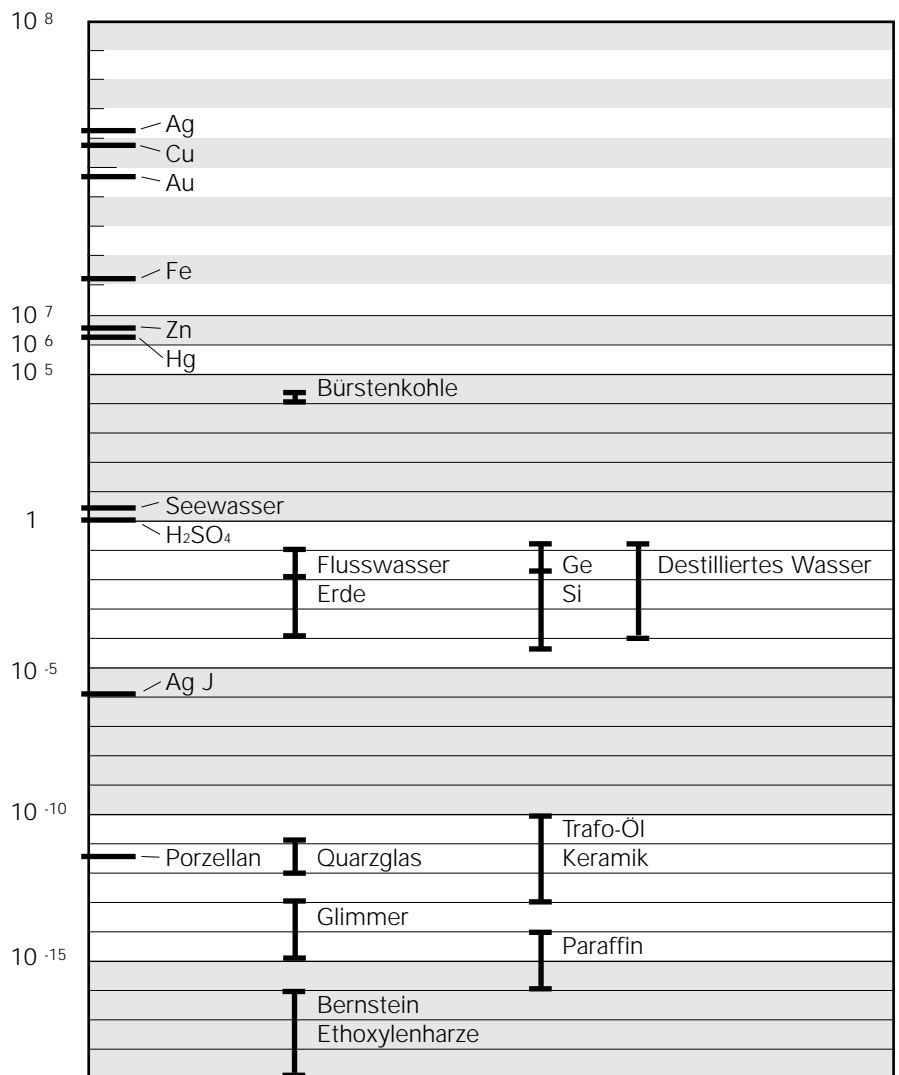 10 8
Ag
Cu
Au
Fe
10 7
Zn
10 6
Hg
10 5
Bürstenkohle
Seewasser
1
H₂SO₄
Flusswasser Ge Destilliertes Wasser
Erde Si
10 -5
Ag J
10 -10
Trafo-Öl
Porzellan Quarzglas Keramik
Glimmer
Paraffin
10 -15
Bernstein
Ethoxylenharze